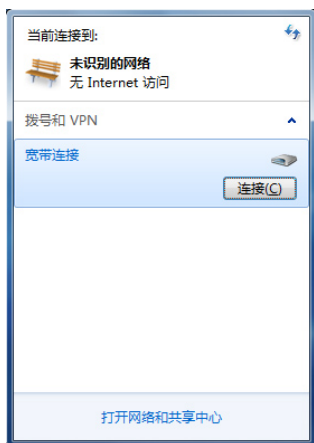 当前连接到:
未识别的网络
无 Internet 访问
拨号和 VPN
宽带连接
连接(C)
打开网络和共享中心